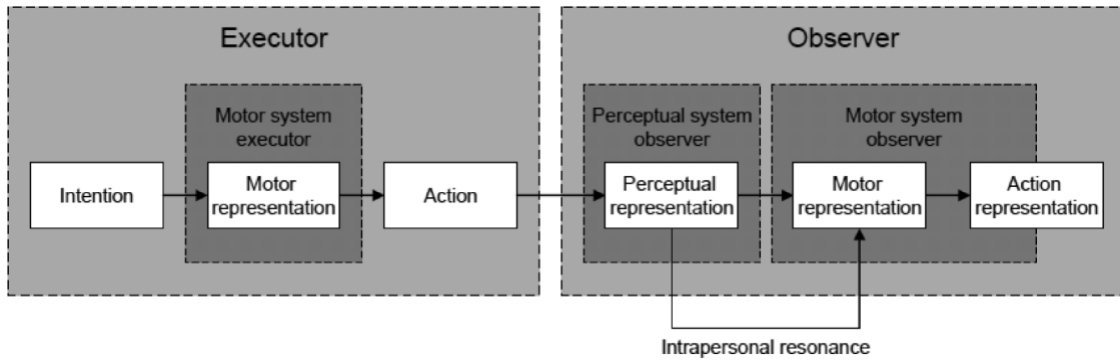 Executor
Observer
Motor system
executor
Perceptual system
observer
Motor system
observer
Intention
Motor
representation
Action
Perceptual
representation
Motor
representation
Action
representation
Intrapersonal resonance